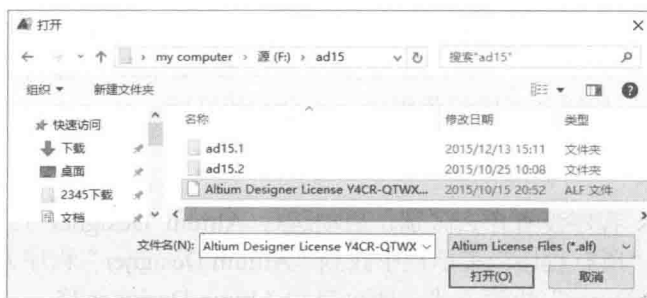 打开
my computer › 源 (F:) › ad15
搜索"ad15"
组织 新建文件夹
名称 修改日期 类型
快速访问
下载
桌面
2345下载
文档
ad15.1 2015/12/13 15:11 文件夹
ad15.2 2015/10/25 10:08 文件夹
Altium Designer License Y4CR-QTWX... 2015/10/15 20:52 ALF 文件
文件名(N): Altium Designer License Y4CR-QTWX Altium License Files (*.alf)
打开(O) 取消